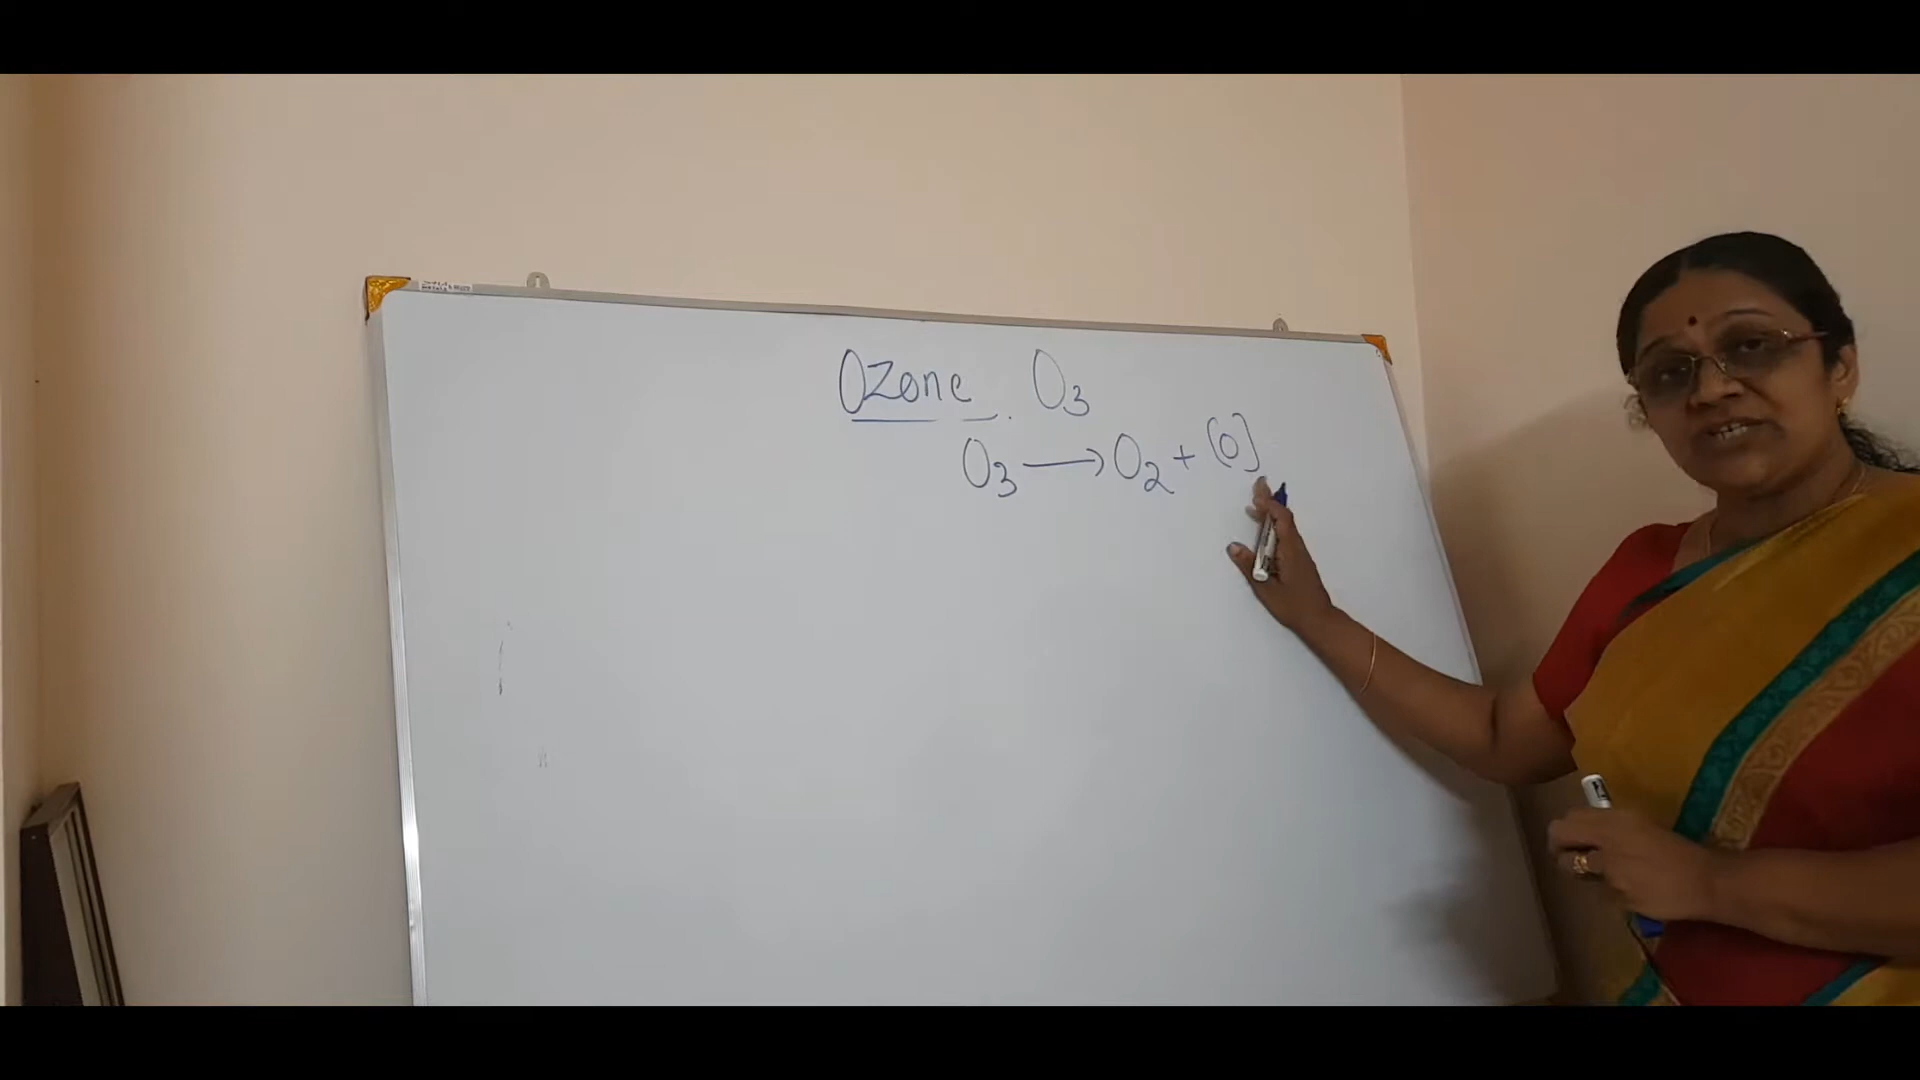 Ozone O3
O3 → O2 + [O]